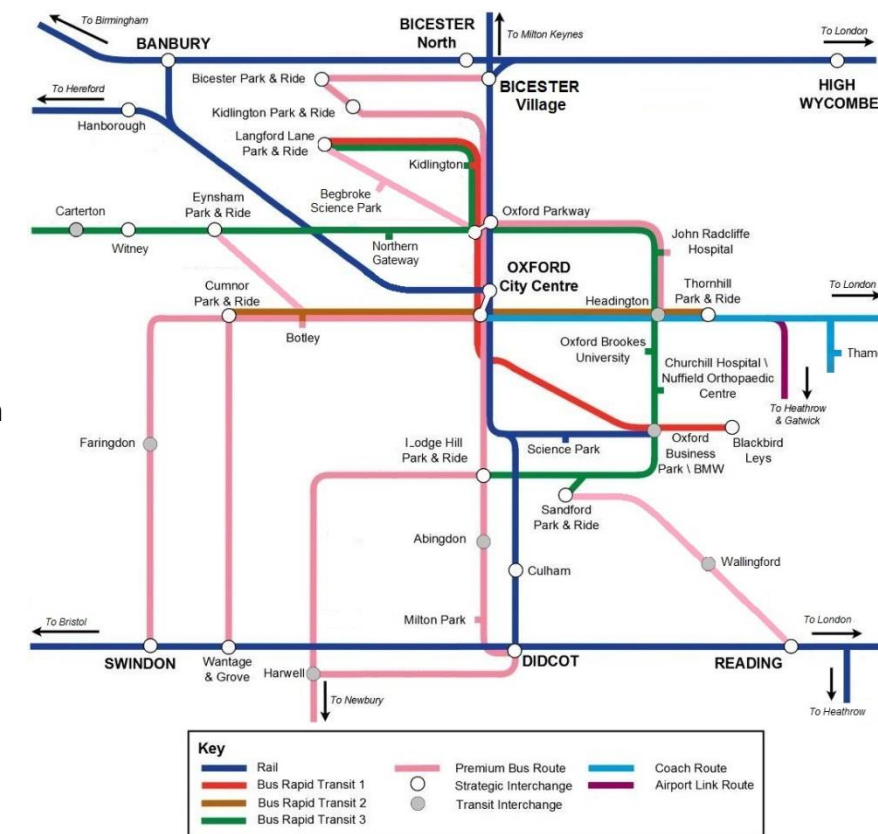 To Birmingham
BANBURY
BICESTER
North
To Milton Keynes
To London
HIGH
WYCOMBE
Bicester Park & Ride
BICESTER
Village
To Hereford
Hanborough
Kidlington Park & Ride
Langford Lane
Park & Ride
Kidlington
Begbroke
Science Park
Oxford Parkway
Carterton
Witney
Eynsham
Park & Ride
Northern
Gateway
John Radcliffe
Hospital
OXFORD
City Centre
Cumnor
Park & Ride
Headington
Thornhill
Park & Ride
To London
Botley
Oxford Brookes
University
Churchill Hospital \
Nuffield Orthopaedic
Centre
Tham
To Heathrow
& Gatwick
Faringdon
Lodge Hill
Park & Ride
Science Park
Oxford
Business
Park \ BMW
Blackbird
Leys
Sandford
Park & Ride
Abingdon
Culham
Wallingford
Milton Park
To Bristol
To London
SWINDON
Wantage
& Grove
Harwell
DIDCOT
READING
To Newbury
To Heathrow
Key
Rail
Bus Rapid Transit 1
Bus Rapid Transit 2
Bus Rapid Transit 3
Premium Bus Route
Strategic Interchange
Transit Interchange
Coach Route
Airport Link Route